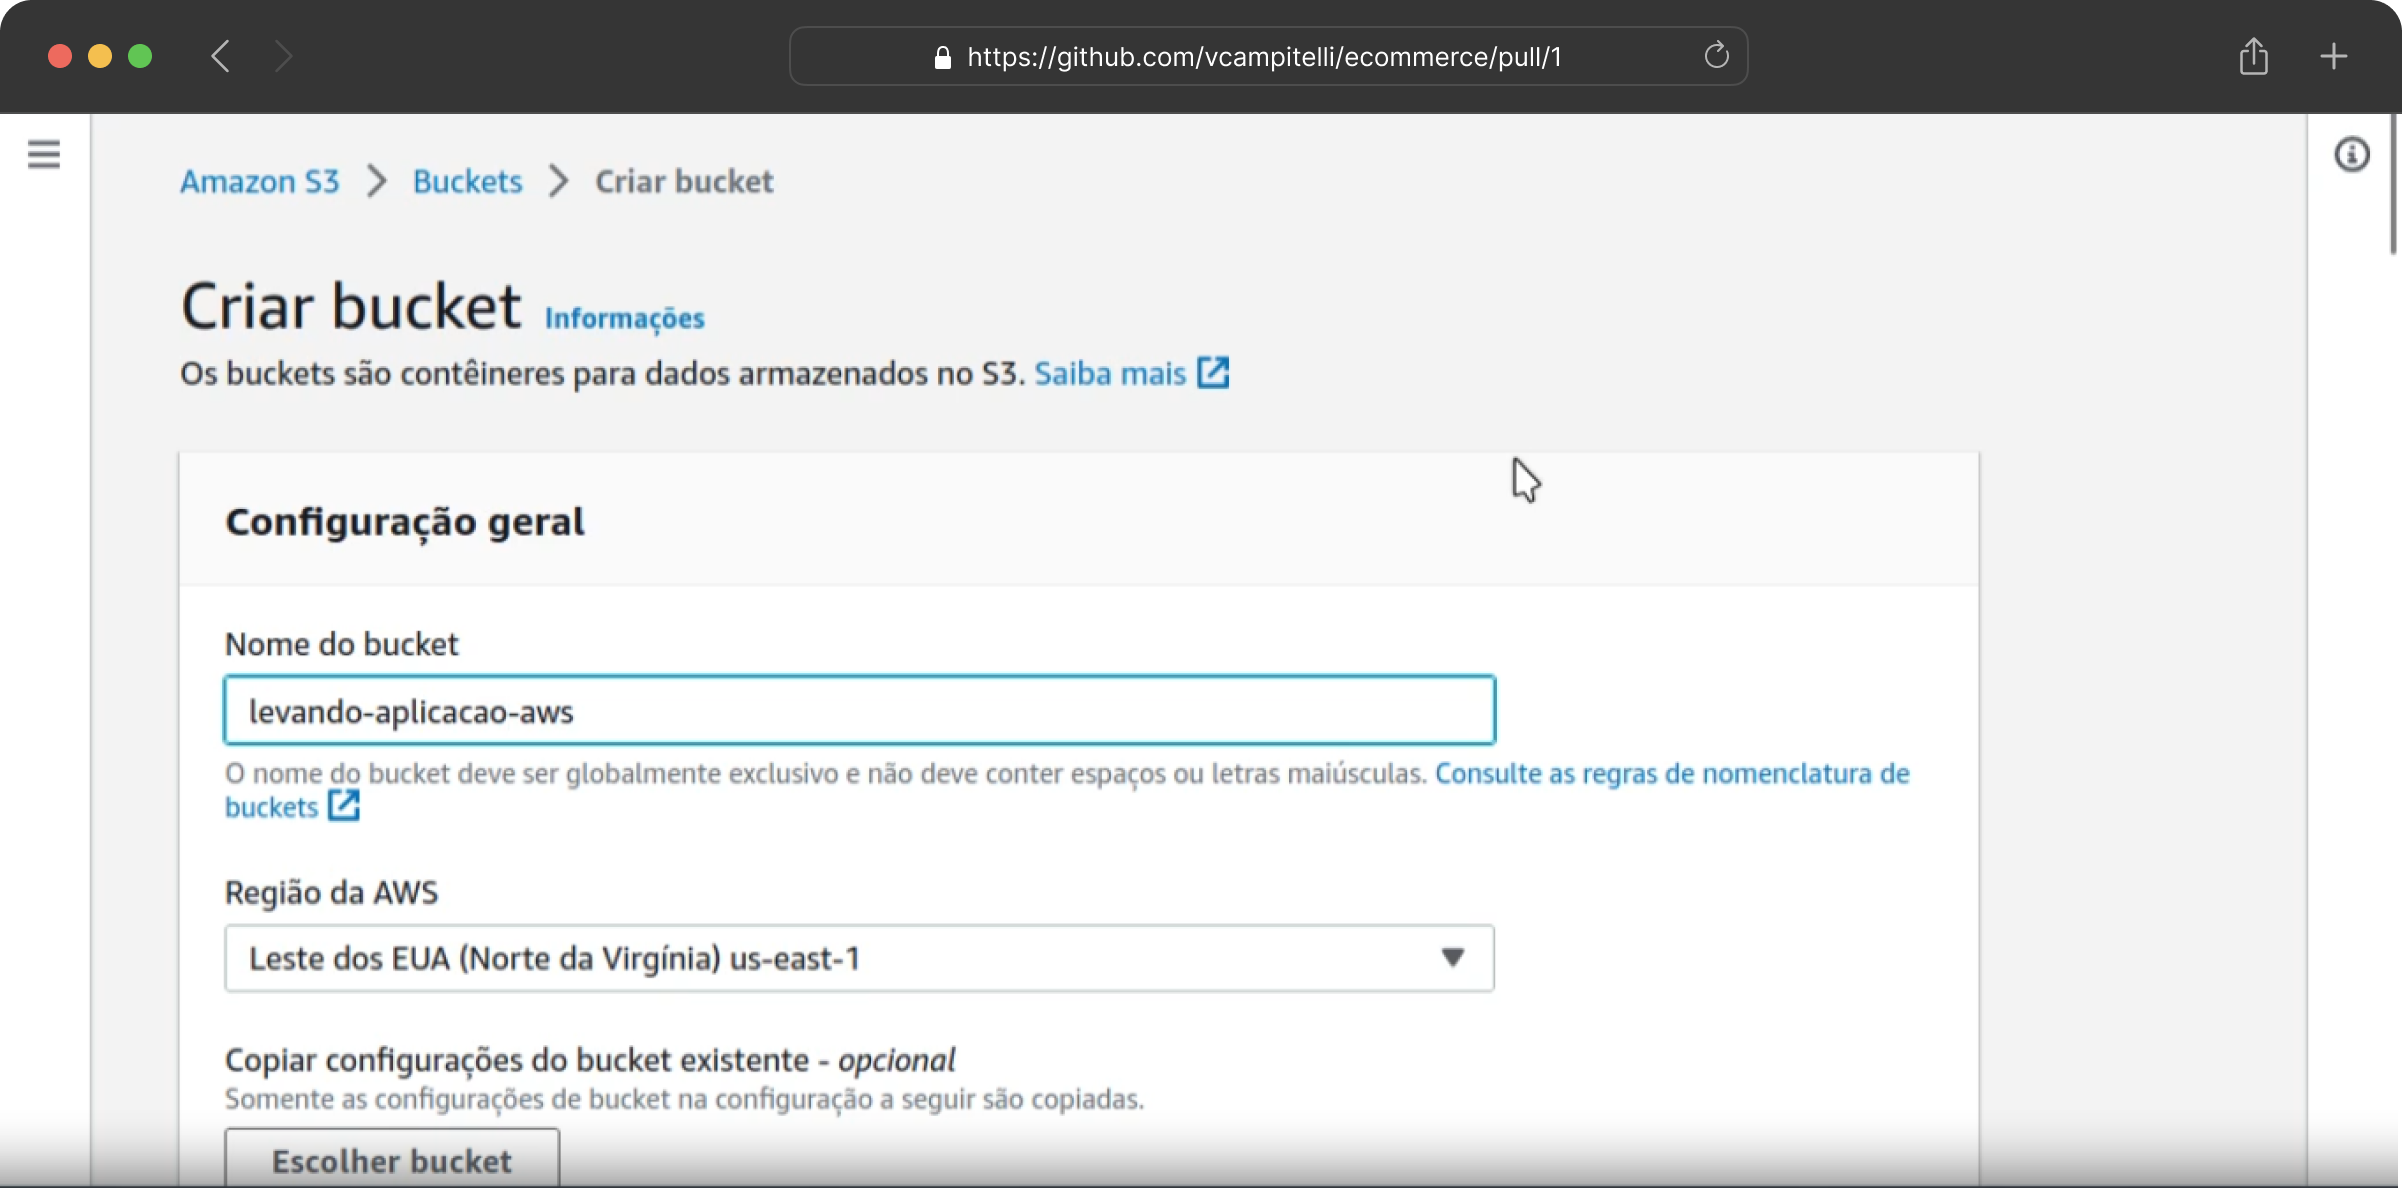 https://github.com/vcampitelli/ecommerce/pull/1
Amazon S3 > Buckets > Criar bucket
Criar bucket Informações
Os buckets são contêineres para dados armazenados no S3. Saiba mais
Configuração geral
Nome do bucket
levando-aplicacao-aws
O nome do bucket deve ser globalmente exclusivo e não deve conter espaços ou letras maiúsculas. Consulte as regras de nomenclatura de
buckets
Região da AWS
Leste dos EUA (Norte da Virgínia) us-east-1
Copiar configurações do bucket existente - opcional
Somente as configurações de bucket na configuração a seguir são copiadas.
Escolher bucket